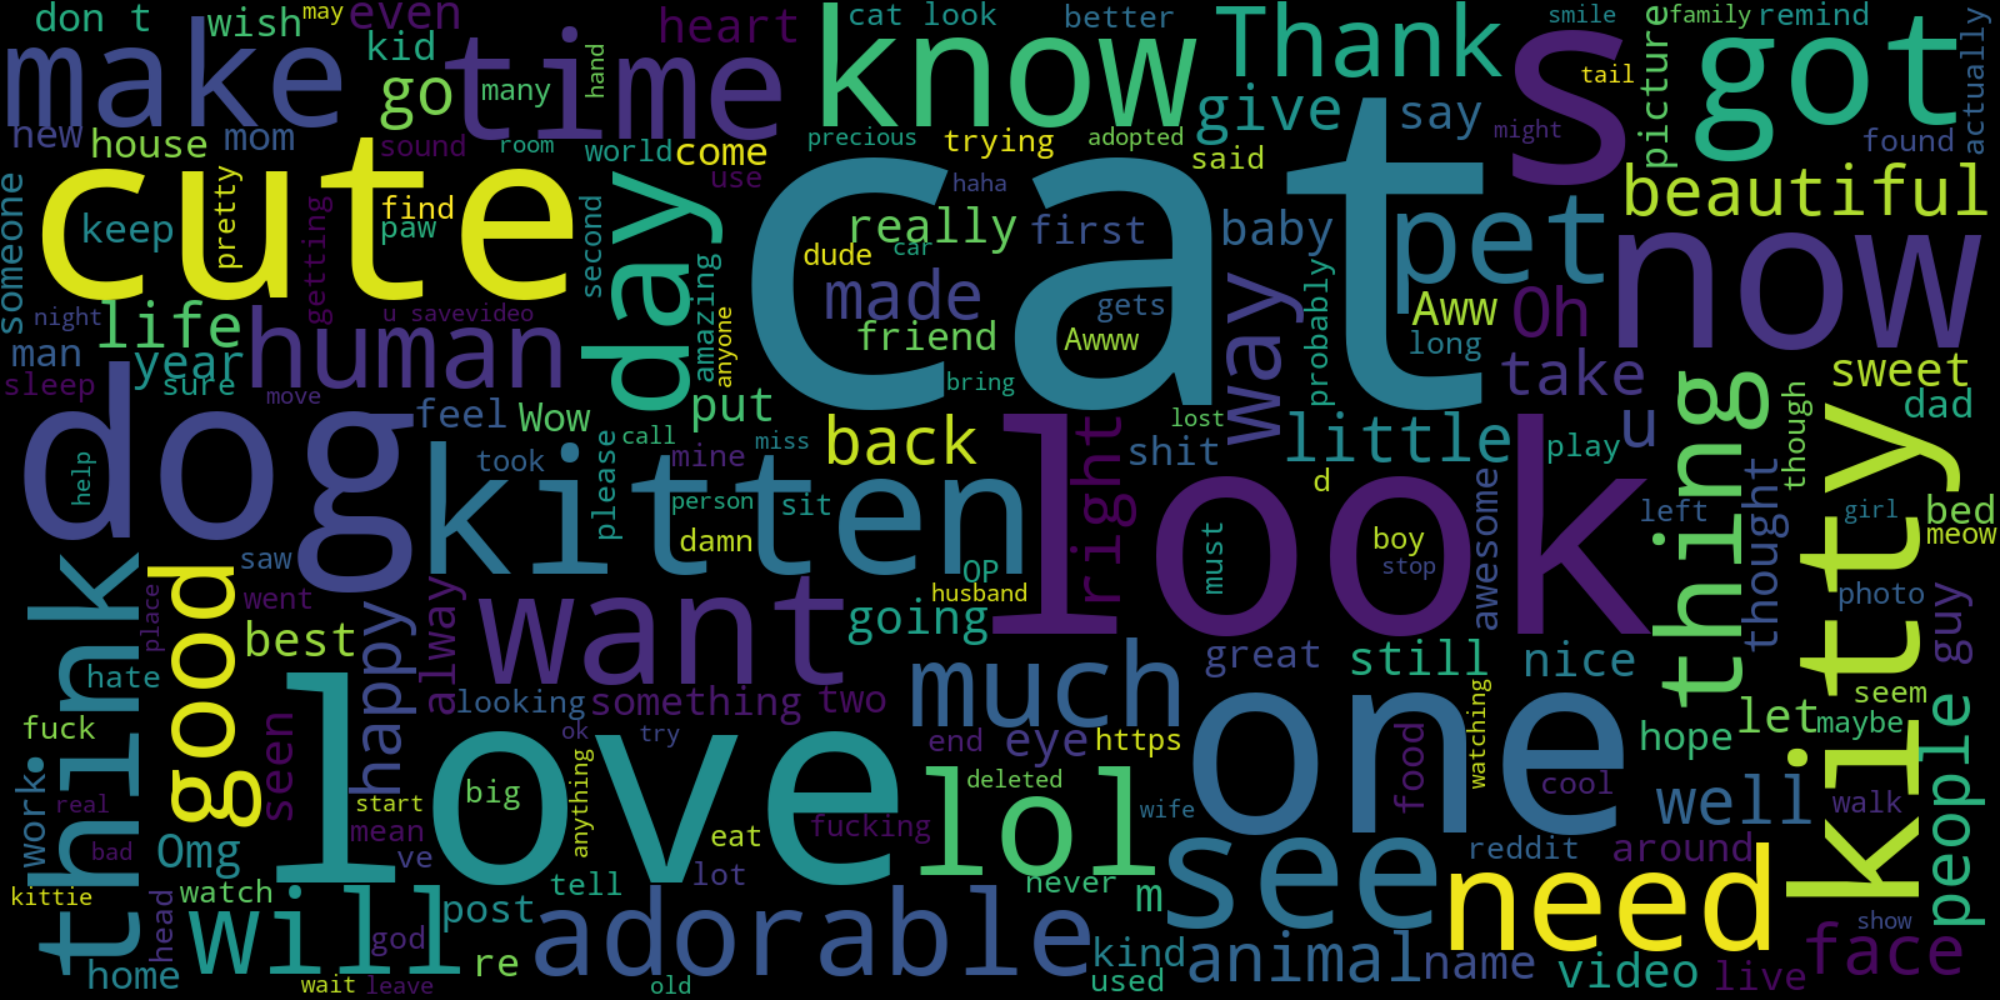 don t
wish
may
even
heart
cat look
better
Thank
smile
family
remind
make
kid
time
know
s
picture
got
actually
go
many
hand
tail
give
say
new
house
mom
sound
room
world
come
precious
trying
adopted
said
might
found
use
cute
day
cat
haha
pet
beautiful
someone
keep
pretty
find
paw
getting
second
really
first
baby
now
dude
car
amazing
made
gets
way
probably
Aww
Oh
night
life
human
u savevideo
anyone
friend
Awww
long
man
year
sure
sleep
move
bring
take
thing
sweet
though
dad
dog
feel
Wow
put
call
miss
back
lost
right
shit
little
play
u
kitty
help
kitten
took
please
mine
person
sit
look
d
awesome
left
thought
girl
bed
meow
damn
must
boy
stop
think
good
saw
OP
husband
place
went
want
going
photo
guy
best
happy
alway
much
great
still
nice
hate
looking
something
two
one
watching
seem
fuck
seen
love
ok
try
end
eye
https
food
hope
let
maybe
people
work
real
start
big
anything
lol
deleted
wife
cool
well
walk
bad
Omg
mean
ve
eat
fucking
see
reddit
around
need
kittie
watch
will
head
god
post
tell
lot
adorable
never
m
show
home
wait
leave
re
old
kind
used
animal
name
video
live
face